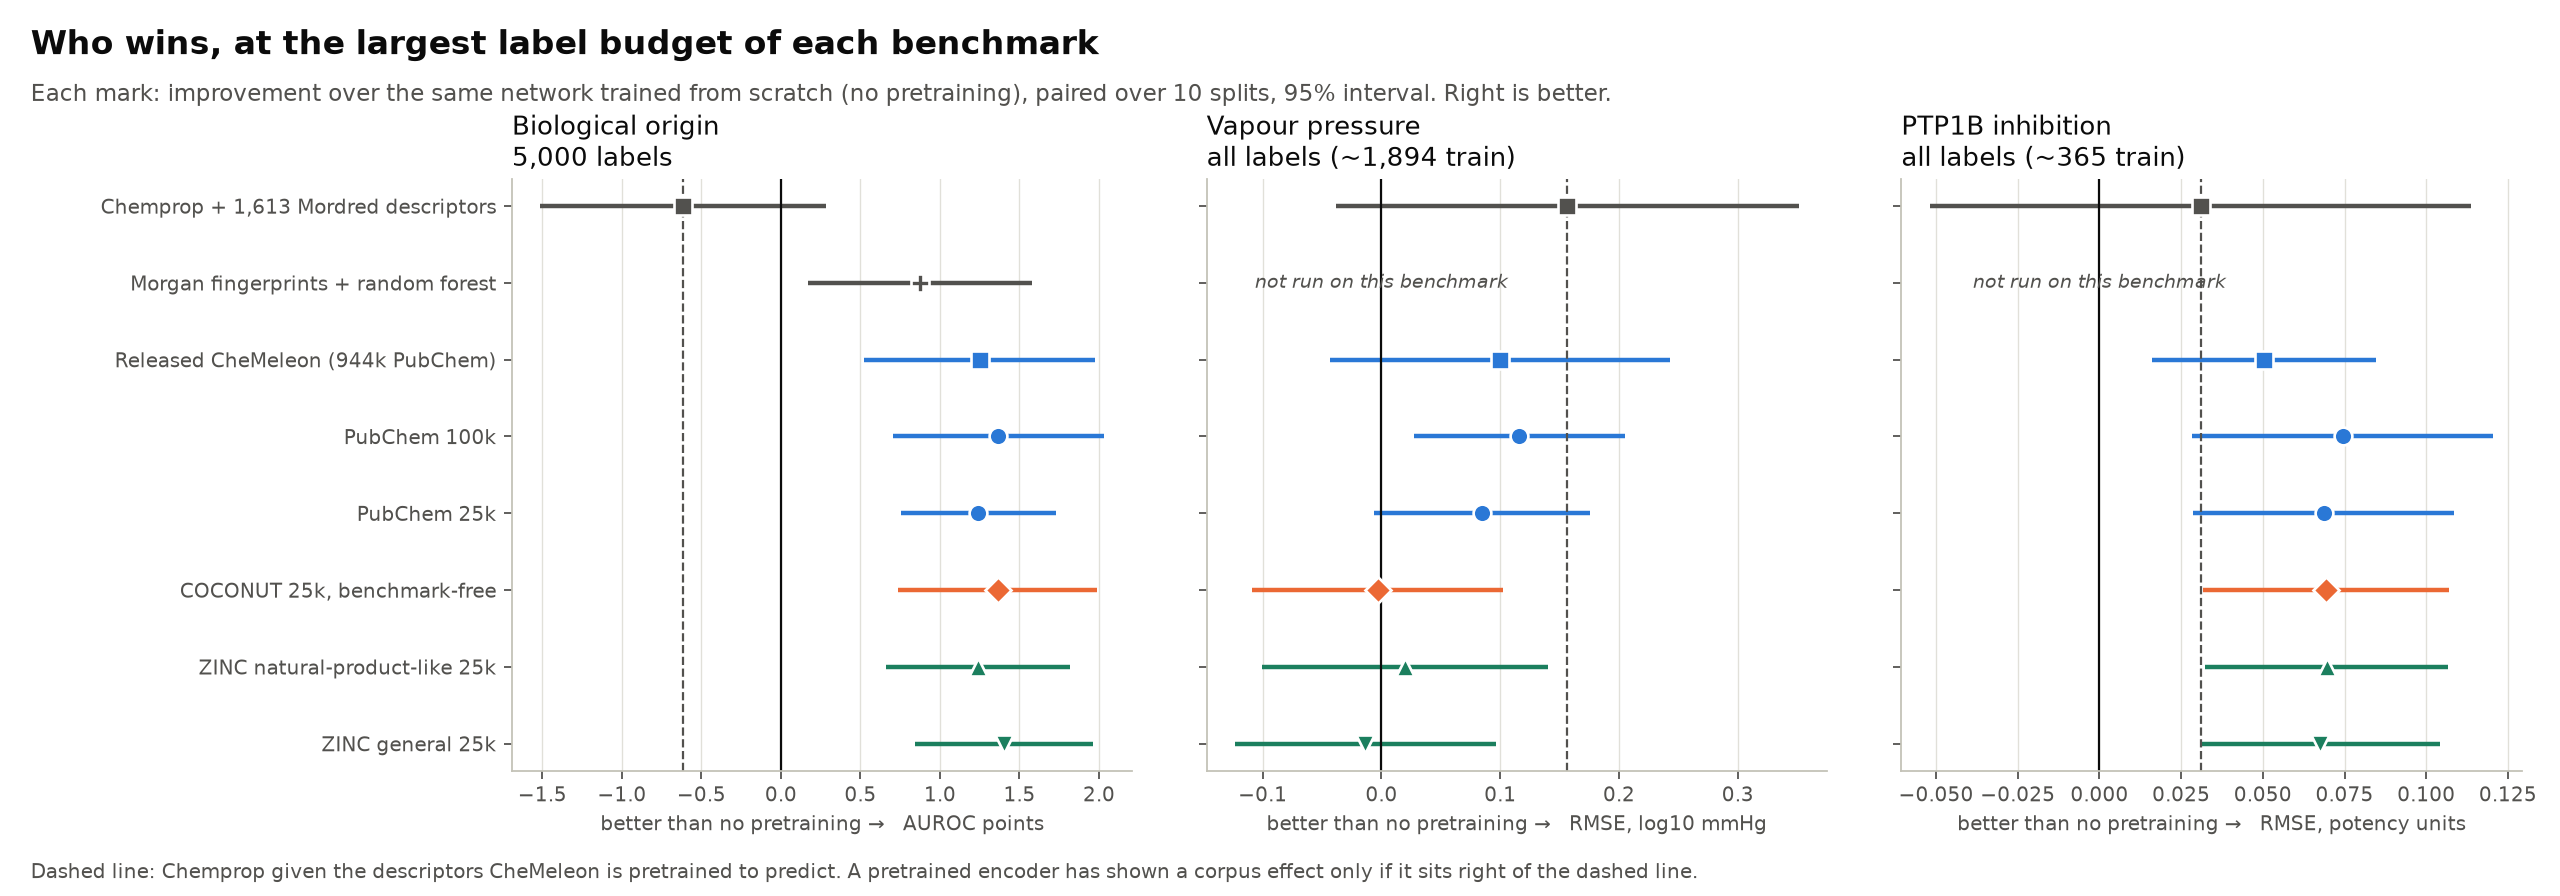 Who wins, at the largest label budget of each benchmark
Each mark: improvement over the same network trained from scratch (no pretraining), paired over 10 splits, 95% interval. Right is better.
Biological origin
5,000 labels
Vapour pressure
all labels (~1,894 train)
PTP1B inhibition
all labels (~365 train)
Chemprop + 1,613 Mordred descriptors
Morgan fingerprints + random forest
not run on this benchmark
not run on this benchmark
Released CheMeleon (944k PubChem)
PubChem 100k
PubChem 25k
COCONUT 25k, benchmark-free
ZINC natural-product-like 25k
ZINC general 25k
−1.5 −1.0 −0.5 0.0 0.5 1.0 1.5 2.0
−0.1 0.0 0.1 0.2 0.3
−0.050 −0.025 0.000 0.025 0.050 0.075 0.100 0.125
better than no pretraining → AUROC points
better than no pretraining → RMSE, log10 mmHg
better than no pretraining → RMSE, potency units
Dashed line: Chemprop given the descriptors CheMeleon is pretrained to predict. A pretrained encoder has shown a corpus effect only if it sits right of the dashed line.